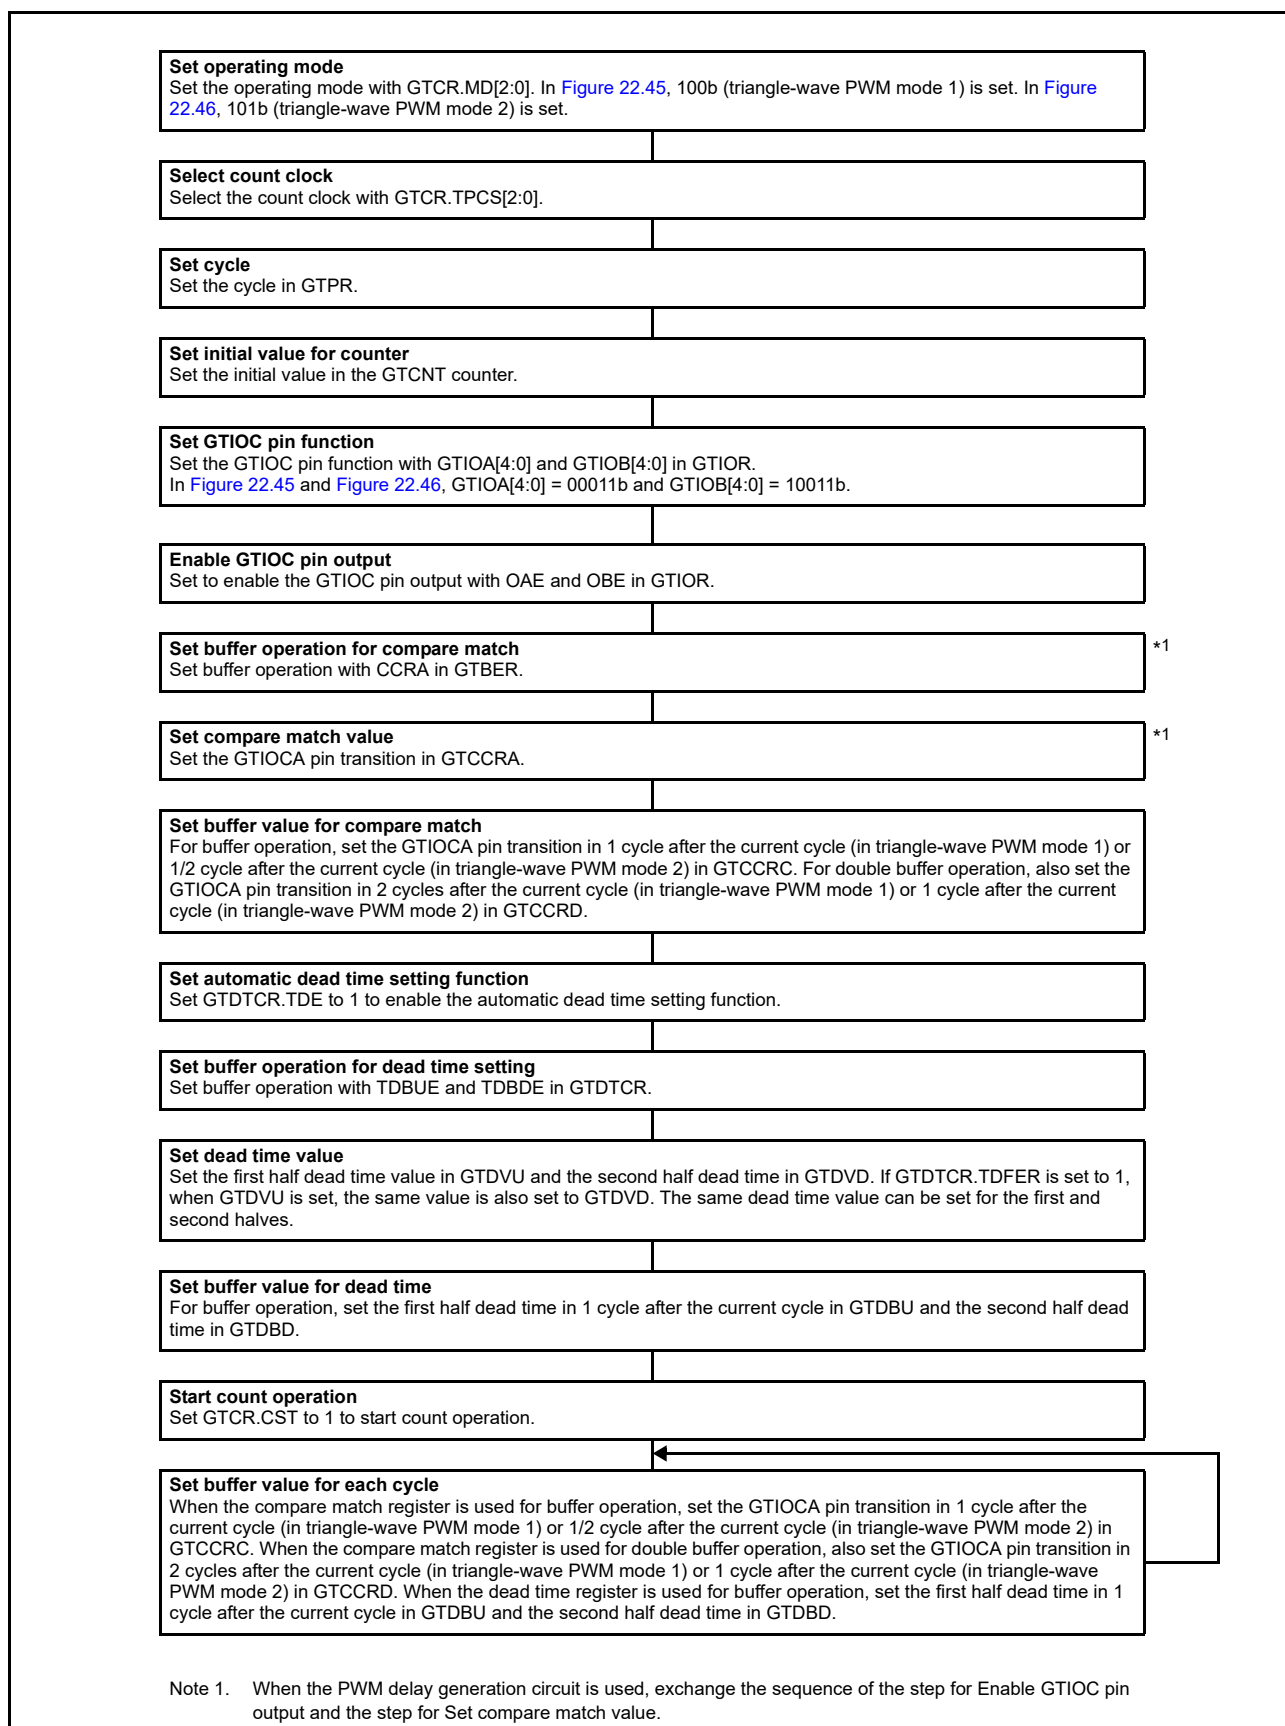 Set operating mode
Set the operating mode with GTCR.MD[2:0]. In Figure 22.45, 100b (triangle-wave PWM mode 1) is set. In Figure
22.46, 101b (triangle-wave PWM mode 2) is set.
Select count clock
Select the count clock with GTCR.TPCS[2:0].
Set cycle
Set the cycle in GTPR.
Set initial value for counter
Set the initial value in the GTCNT counter.
Set GTIOC pin function
Set the GTIOC pin function with GTIOA[4:0] and GTIOB[4:0] in GTIOR.
In Figure 22.45 and Figure 22.46, GTIOA[4:0] = 00011b and GTIOB[4:0] = 10011b.
Enable GTIOC pin output
Set to enable the GTIOC pin output with OAE and OBE in GTIOR.
Set buffer operation for compare match *1
Set buffer operation with CCRA in GTBER.
Set compare match value *1
Set the GTIOCA pin transition in GTCCRA.
Set buffer value for compare match
For buffer operation, set the GTIOCA pin transition in 1 cycle after the current cycle (in triangle-wave PWM mode 1) or
1/2 cycle after the current cycle (in triangle-wave PWM mode 2) in GTCCRC. For double buffer operation, also set the
GTIOCA pin transition in 2 cycles after the current cycle (in triangle-wave PWM mode 1) or 1 cycle after the current
cycle (in triangle-wave PWM mode 2) in GTCCRD.
Set automatic dead time setting function
Set GTDTCR.TDE to 1 to enable the automatic dead time setting function.
Set buffer operation for dead time setting
Set buffer operation with TDBUE and TDBDE in GTDTCR.
Set dead time value
Set the first half dead time value in GTDVU and the second half dead time in GTDVD. If GTDTCR.TDFER is set to 1,
when GTDVU is set, the same value is also set to GTDVD. The same dead time value can be set for the first and
second halves.
Set buffer value for dead time
For buffer operation, set the first half dead time in 1 cycle after the current cycle in GTDBU and the second half dead
time in GTDBD.
Start count operation
Set GTCR.CST to 1 to start count operation.
Set buffer value for each cycle
When the compare match register is used for buffer operation, set the GTIOCA pin transition in 1 cycle after the
current cycle (in triangle-wave PWM mode 1) or 1/2 cycle after the current cycle (in triangle-wave PWM mode 2) in
GTCCRC. When the compare match register is used for double buffer operation, also set the GTIOCA pin transition in
2 cycles after the current cycle (in triangle-wave PWM mode 1) or 1 cycle after the current cycle (in triangle-wave
PWM mode 2) in GTCCRD. When the dead time register is used for buffer operation, set the first half dead time in 1
cycle after the current cycle in GTDBU and the second half dead time in GTDBD.
Note 1. When the PWM delay generation circuit is used, exchange the sequence of the step for Enable GTIOC pin
output and the step for Set compare match value.